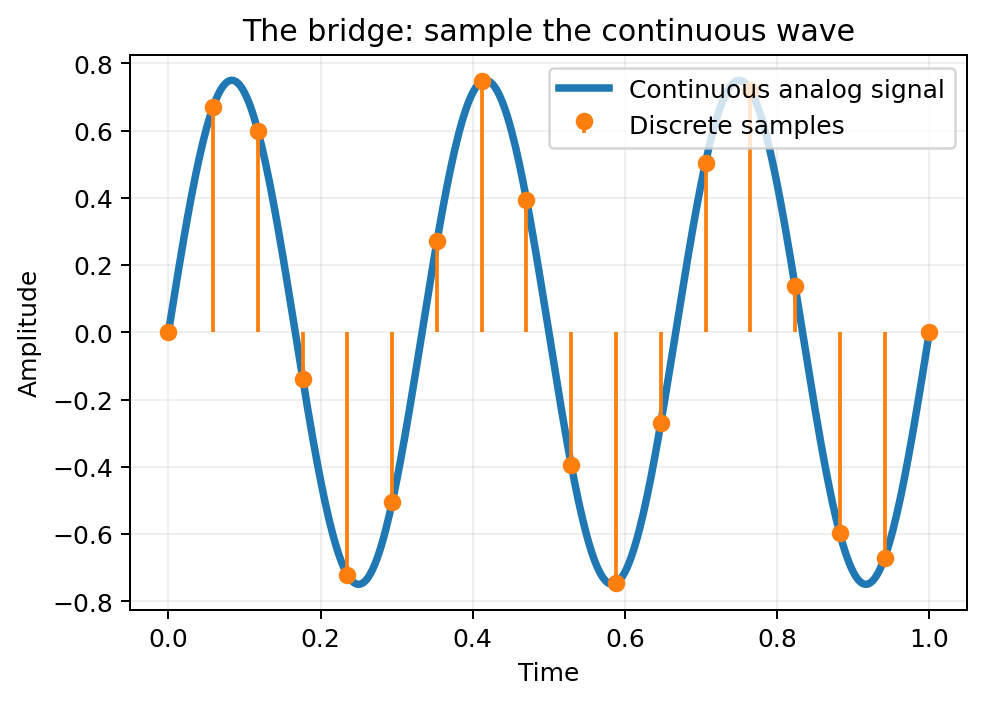 The bridge: sample the continuous wave
Continuous analog signal
Discrete samples
0.8
0.6
0.4
0.2
0.0
−0.2
−0.4
−0.6
−0.8
Amplitude
0.0 0.2 0.4 0.6 0.8 1.0
Time